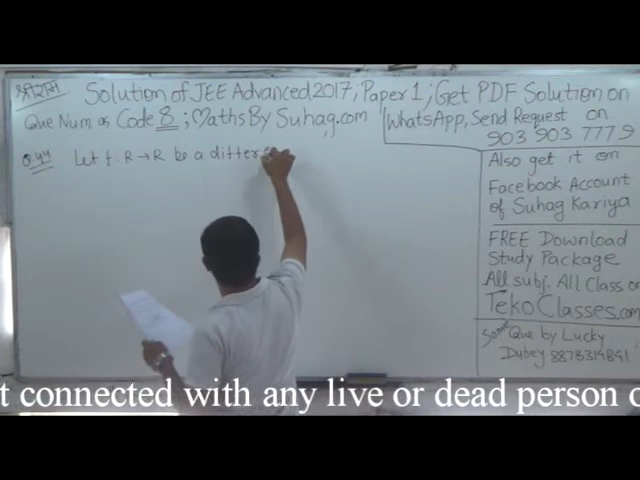 श्रीराम
Solution of JEE Advanced 2017; Paper 1; Get PDF Solution on
Que Num as Code 8; Maths By Suhag.com
WhatsApp, Send Request on.
903 903 7779
Q.44 Let f: R→R be a differ
Also get it on
Facebook Account
of Suhag Kariya
FREE Download
Study Package
All subj. All Class on
TekoClasses.com
Some Que by Lucky
Dubey 8878314841
t connected with any live or dead person o